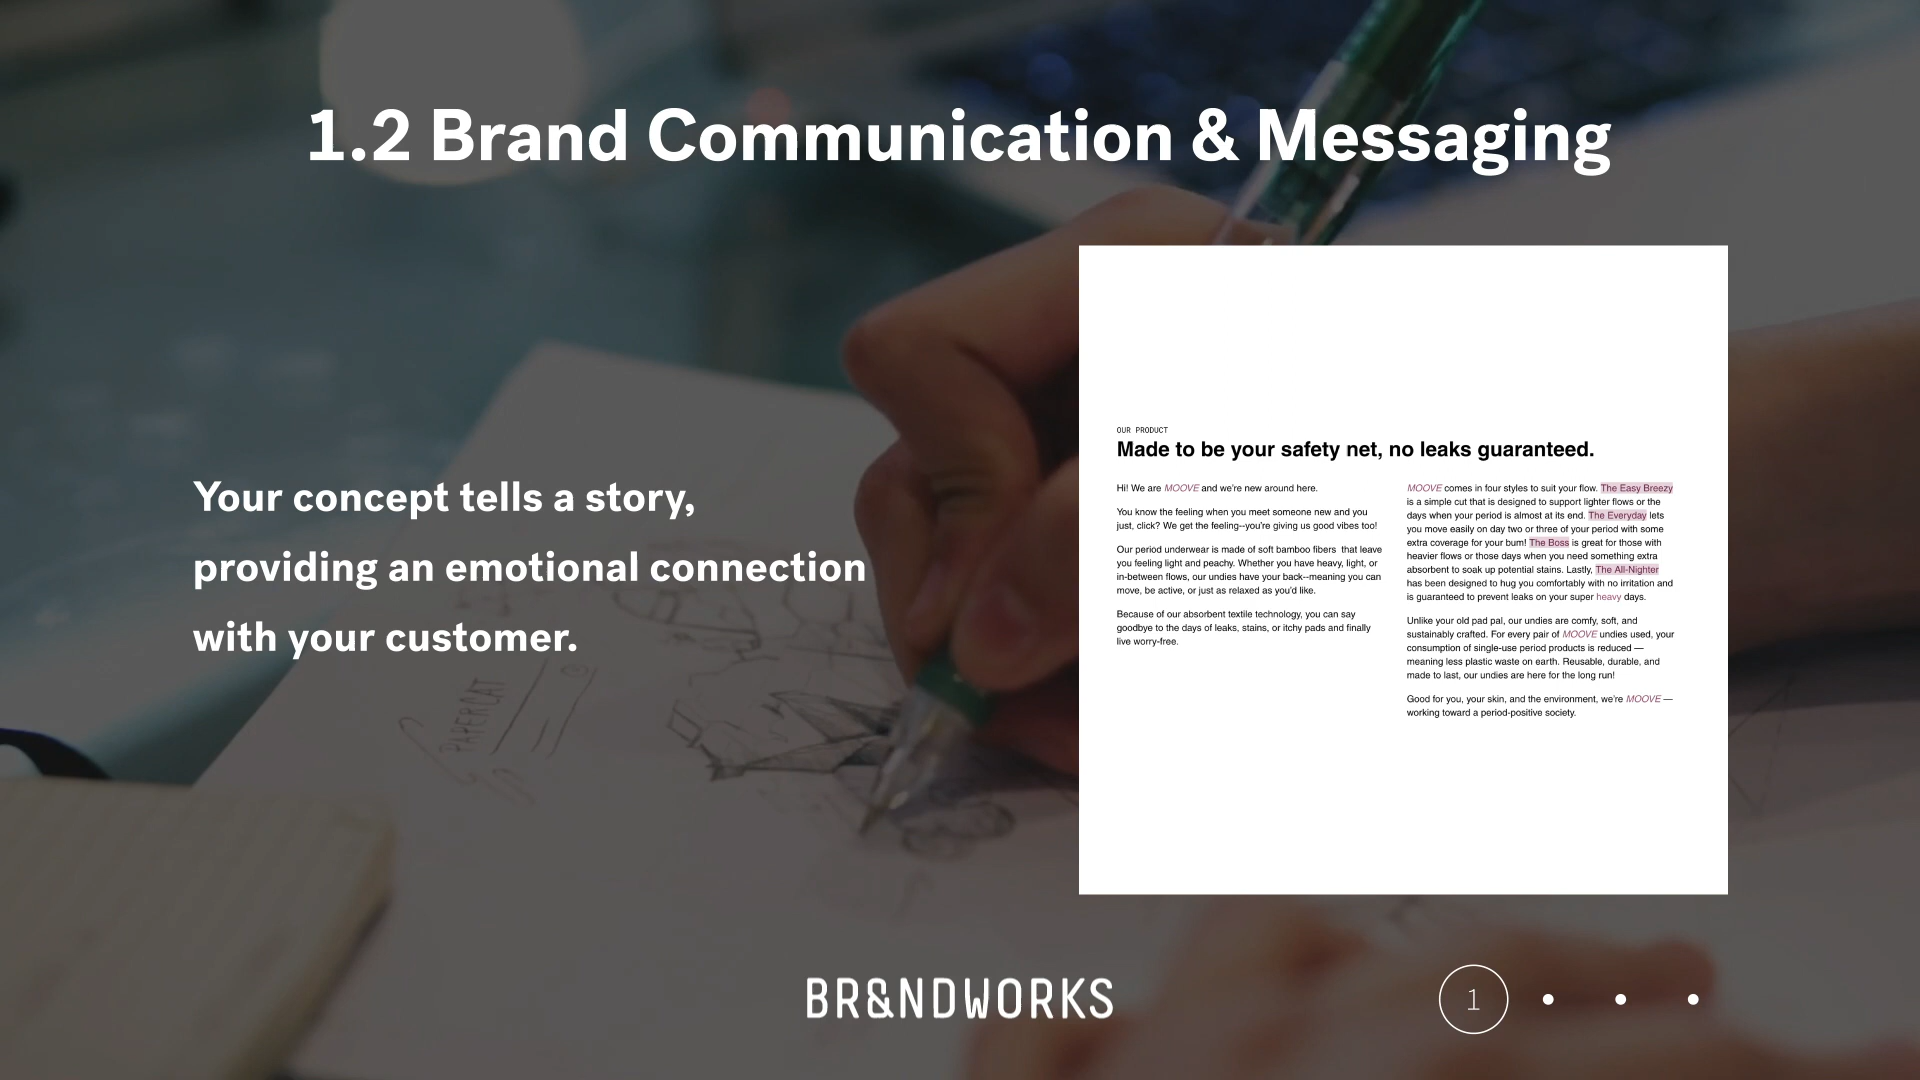 1.2 Brand Communication & Messaging
Your concept tells a story,
providing an emotional connection
with your customer.
OUR PRODUCT
Made to be your safety net, no leaks guaranteed.
Hi! We are MOOVE and we're new around here.
You know the feeling when you meet someone new and you
just, click? We get the feeling--you're giving us good vibes too!
Our period underwear is made of soft bamboo fibers  that leave
you feeling light and peachy. Whether you have heavy, light, or
in-between flows, our undies have your back--meaning you can
move, be active, or just as relaxed as you'd like.
Because of our absorbent textile technology, you can say
goodbye to the days of leaks, stains, or itchy pads and finally
live worry-free.
MOOVE comes in four styles to suit your flow. The Easy Breezy
is a simple cut that is designed to support lighter flows or the
days when your period is almost at its end. The Everyday lets
you move easily on day two or three of your period with some
extra coverage for your bum! The Boss is great for those with
heavier flows or those days when you need something extra
absorbent to soak up potential stains. Lastly, The All-Nighter
has been designed to hug you comfortably with no irritation and
is guaranteed to prevent leaks on your super heavy days.
Unlike your old pad pal, our undies are comfy, soft, and
sustainably crafted. For every pair of MOOVE undies used, your
consumption of single-use period products is reduced —
meaning less plastic waste on earth. Reusable, durable, and
made to last, our undies are here for the long run!
Good for you, your skin, and the environment, we're MOOVE —
working toward a period-positive society.
PAPERCAT
BR&NDWORKS
1